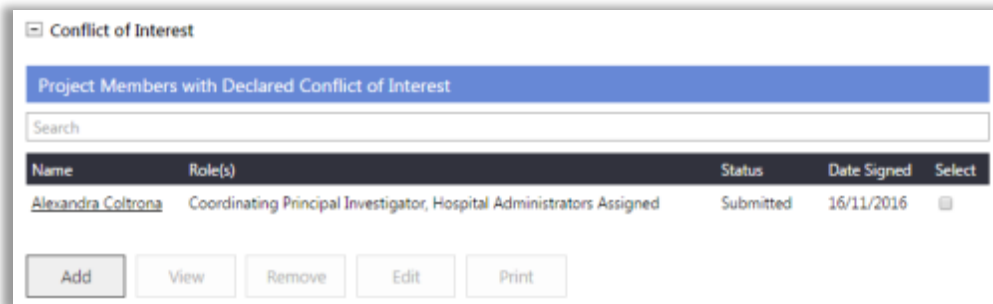 Conflict of Interest
Project Members with Declared Conflict of Interest
Search
Name Role(s) Status Date Signed Select
Alexandra Coltrona Coordinating Principal Investigator, Hospital Administrators Assigned Submitted 16/11/2016
Add View Remove Edit Print